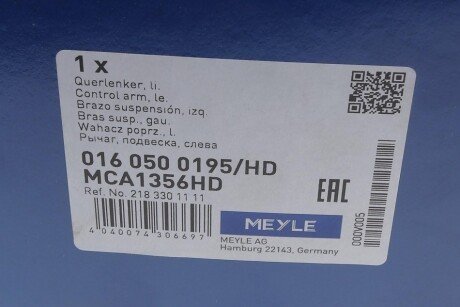 1 x
Querlenker, li.
Control arm, le.
Brazo suspensión, izq.
Bras susp., gau.
Wahacz poprz., l.
Рычаг, подвеска, слева
016 050 0195/HD
MCA1356HD
Ref. No. 218 330 11 11
EAC
MEYLE
4 040074 306697
MEYLE AG
Hamburg 22143, Germany
000V005